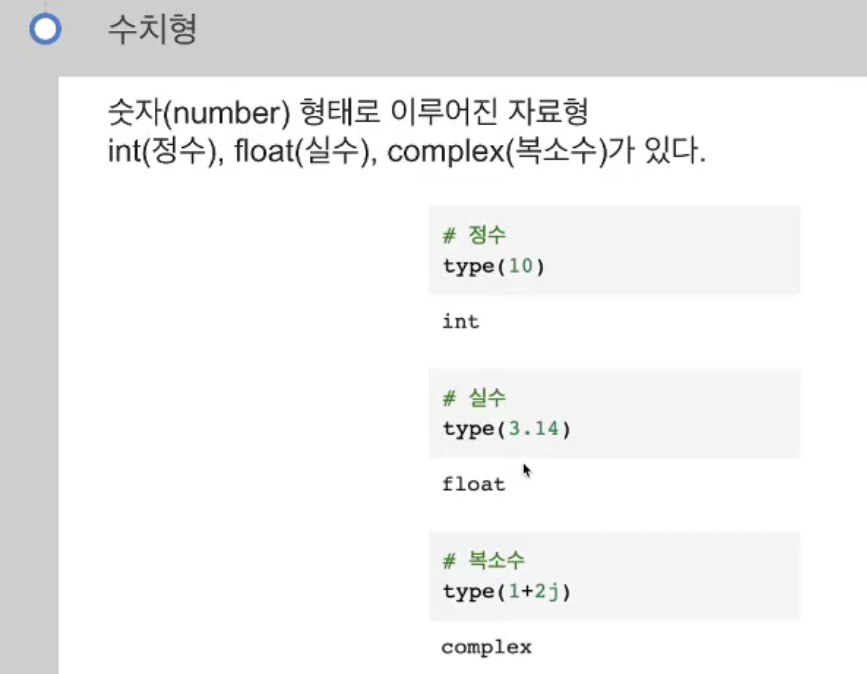 수치형
숫자(number) 형태로 이루어진 자료형
int(정수), float(실수), complex(복소수)가 있다.
# 정수
type(10)
int
# 실수
type(3.14)
float
# 복소수
type(1+2j)
complex